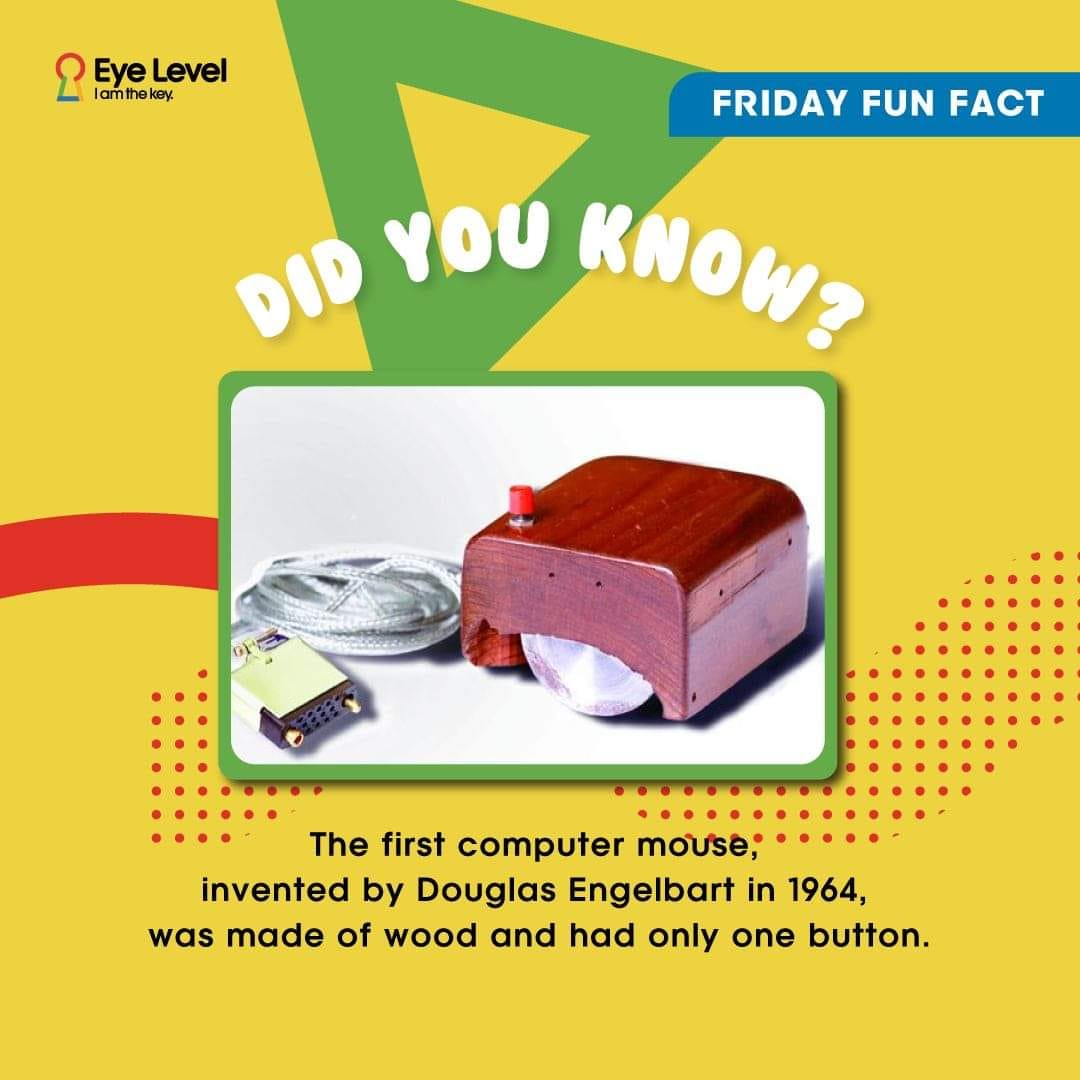 Eye Level
I am the key.
FRIDAY FUN FACT
DID YOU KNOW?
The first computer mouse,
invented by Douglas Engelbart in 1964,
was made of wood and had only one button.